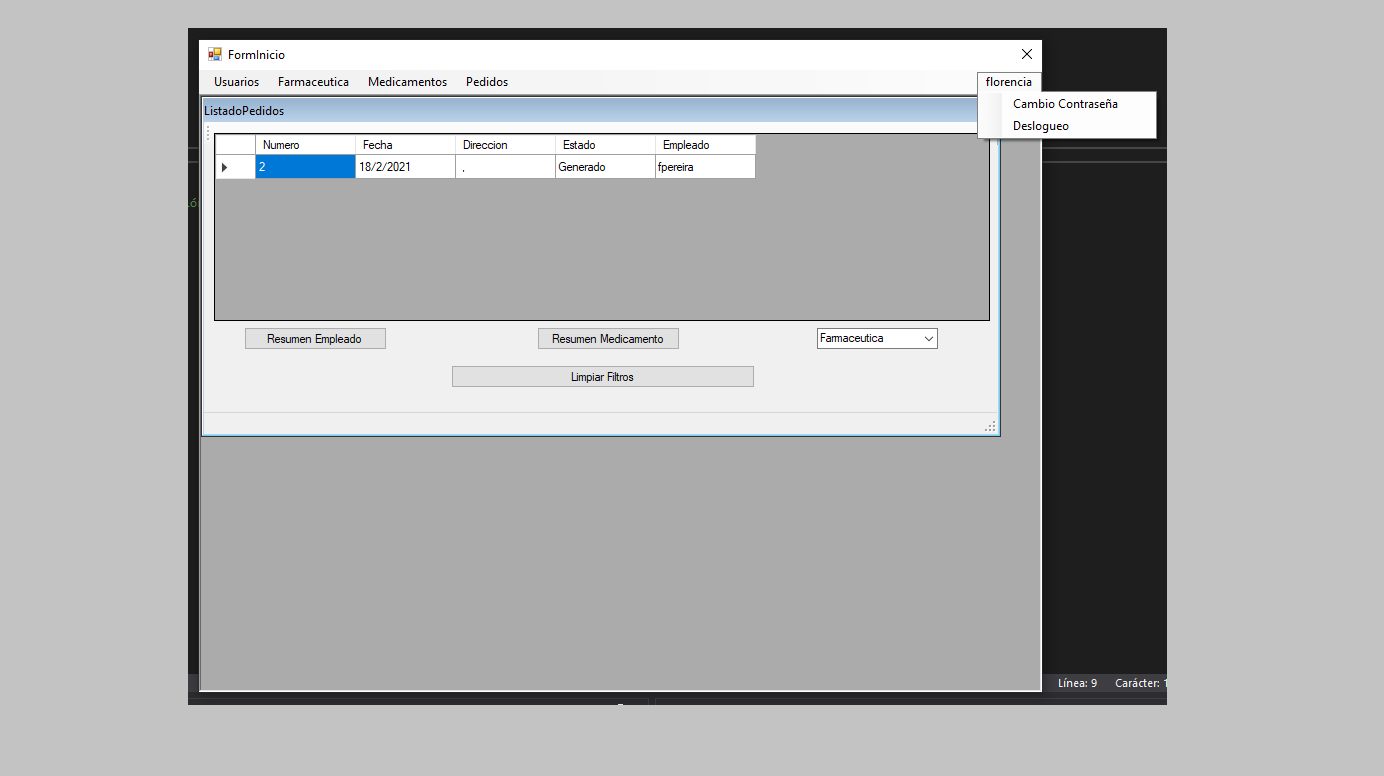 FormInicio
Usuarios Farmaceutica Medicamentos Pedidos florencia
Cambio Contraseña
Deslogueo
ListadoPedidos
Numero Fecha Direccion Estado Empleado
2 18/2/2021 , Generado fpereira
Resumen Empleado Resumen Medicamento Farmaceutica
Limpiar Filtros
Línea: 9 Carácter: 1